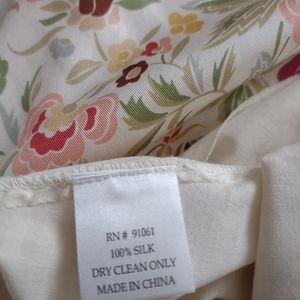 RN # 91061
100% SILK
DRY CLEAN ONLY
MADE IN CHINA